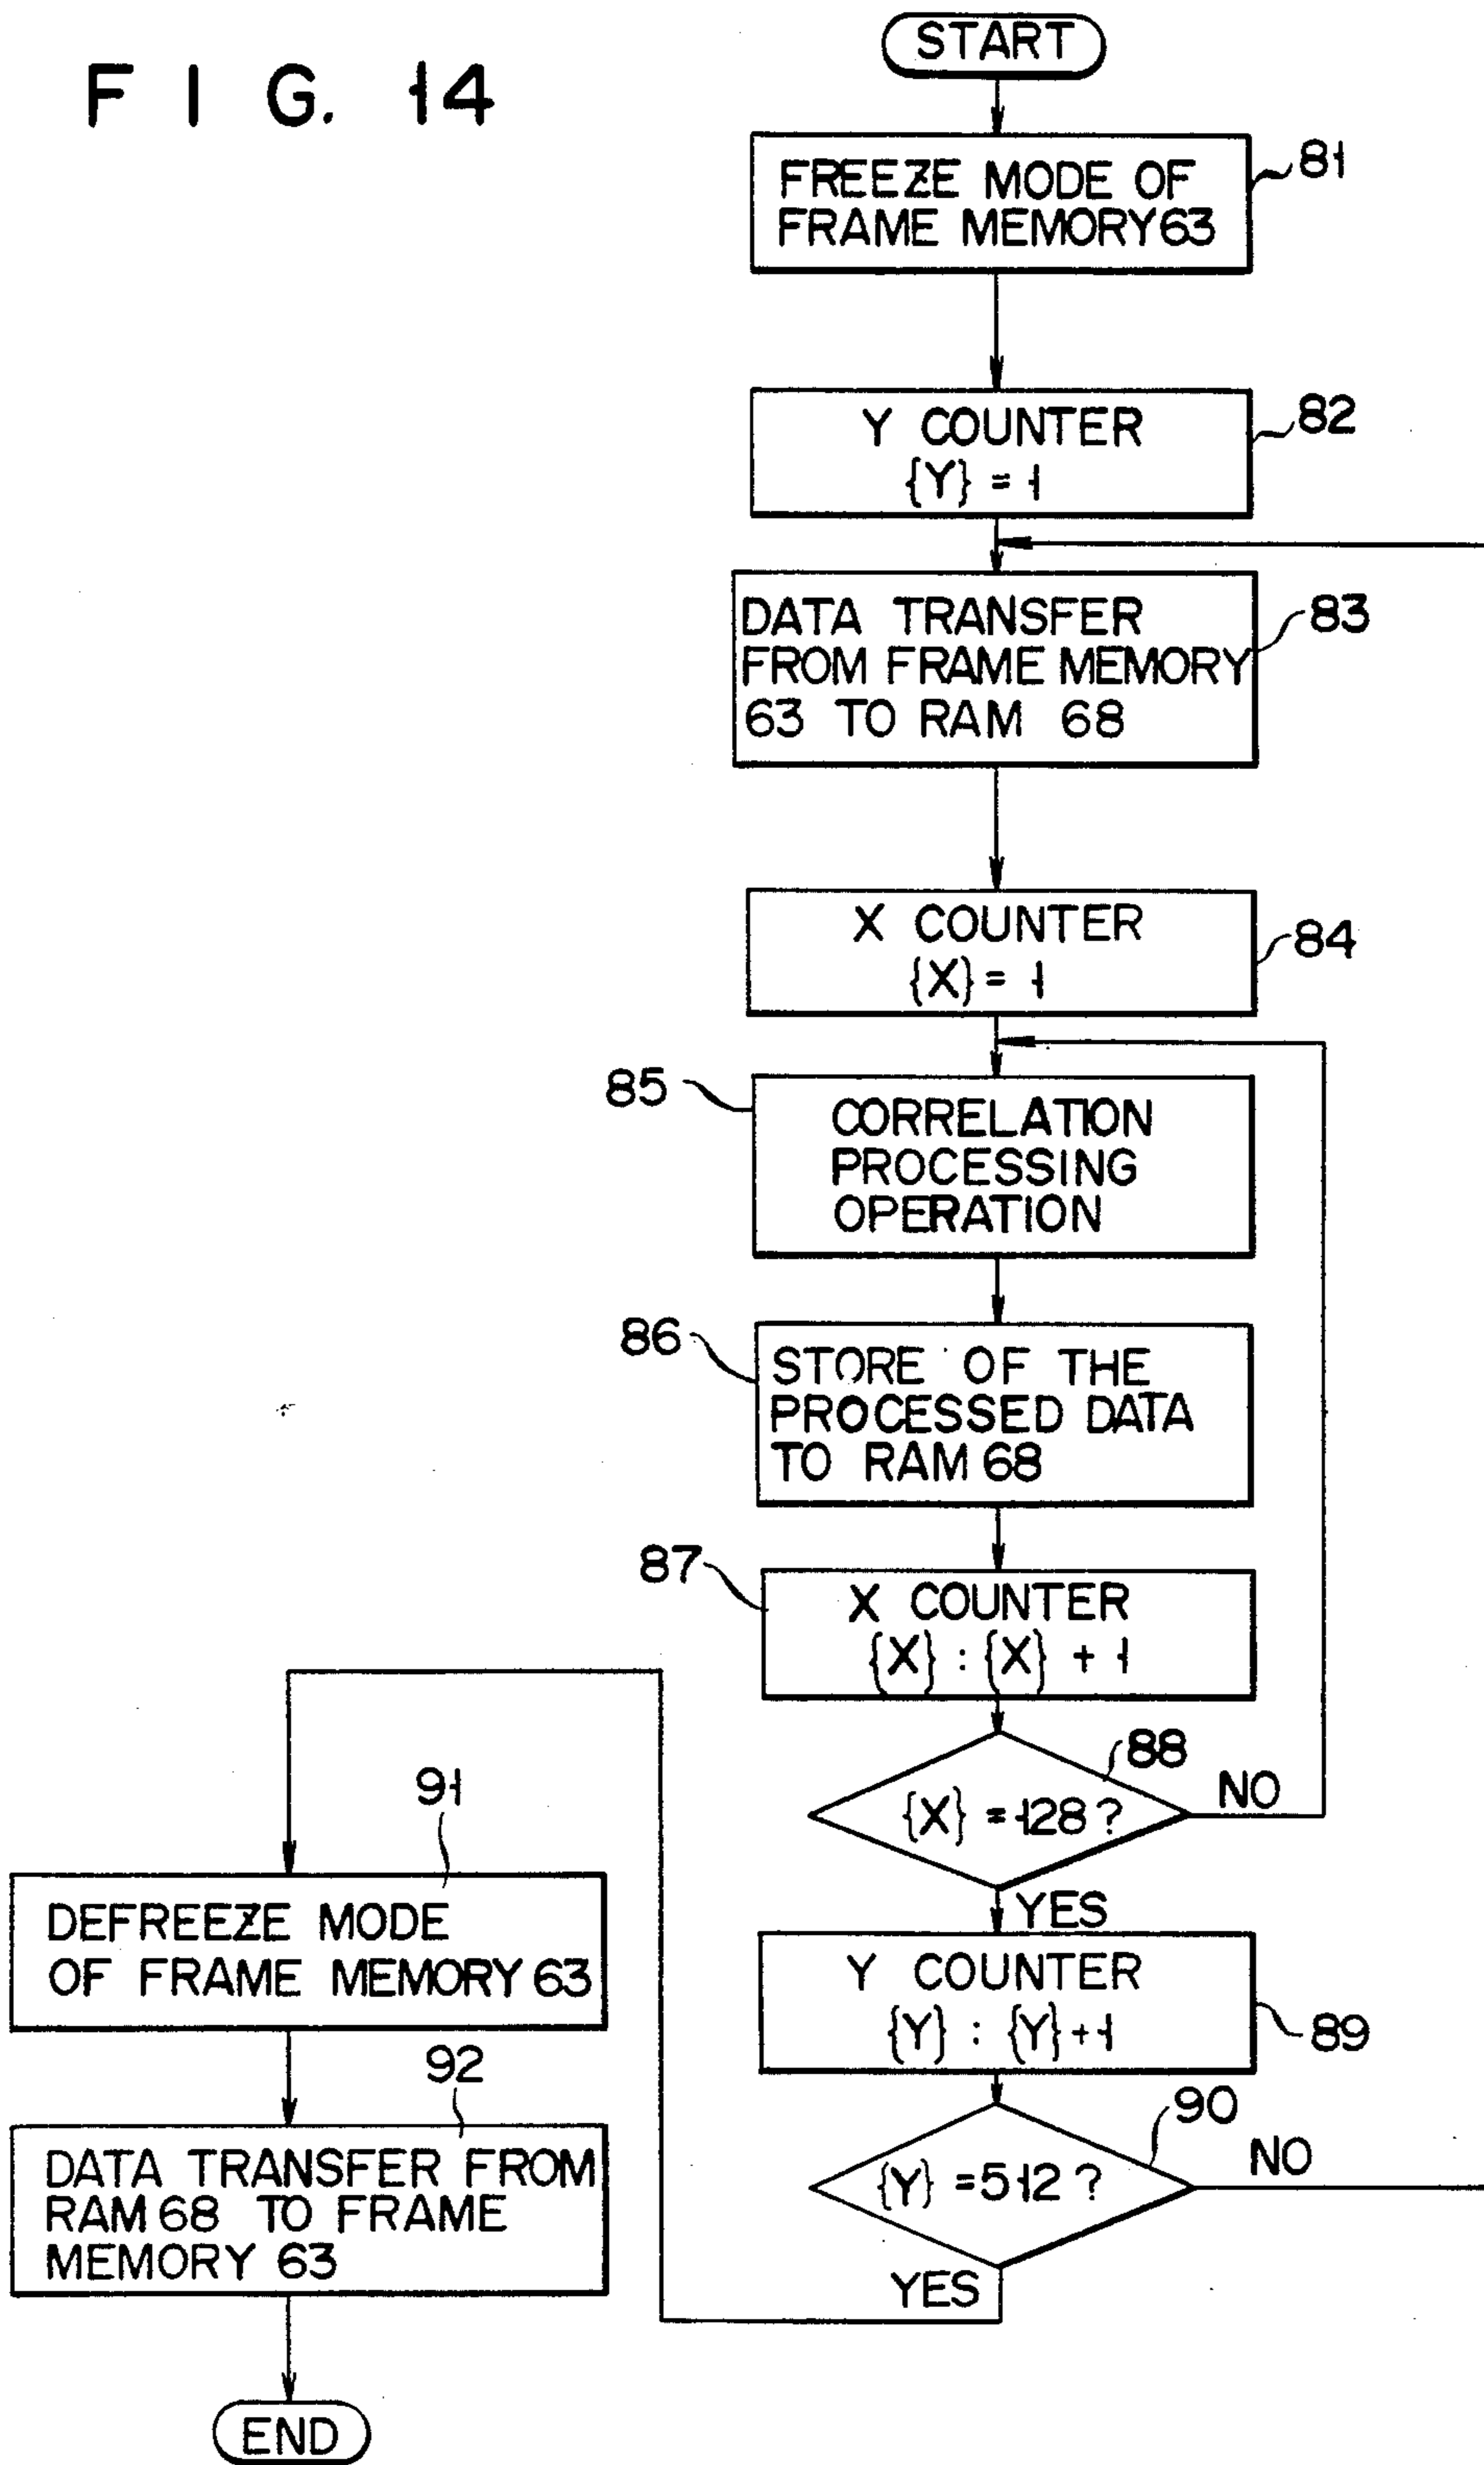 F I G. 14
START
FREEZE MODE OF
FRAME MEMORY 63
81
Y COUNTER
{Y} = 1
82
DATA TRANSFER
FROM FRAME MEMORY
63 TO RAM 68
83
X COUNTER
{X} = 1
84
85
CORRELATION
PROCESSING
OPERATION
86
STORE OF THE
PROCESSED DATA
TO RAM 68
87
X COUNTER
{X} : {X} + 1
88
{X} = 128 ?
NO
YES
Y COUNTER
{Y} : {Y} + 1
89
90
{Y} = 512 ?
NO
YES
91
DEFREEZE MODE
OF FRAME MEMORY 63
92
DATA TRANSFER FROM
RAM 68 TO FRAME
MEMORY 63
END